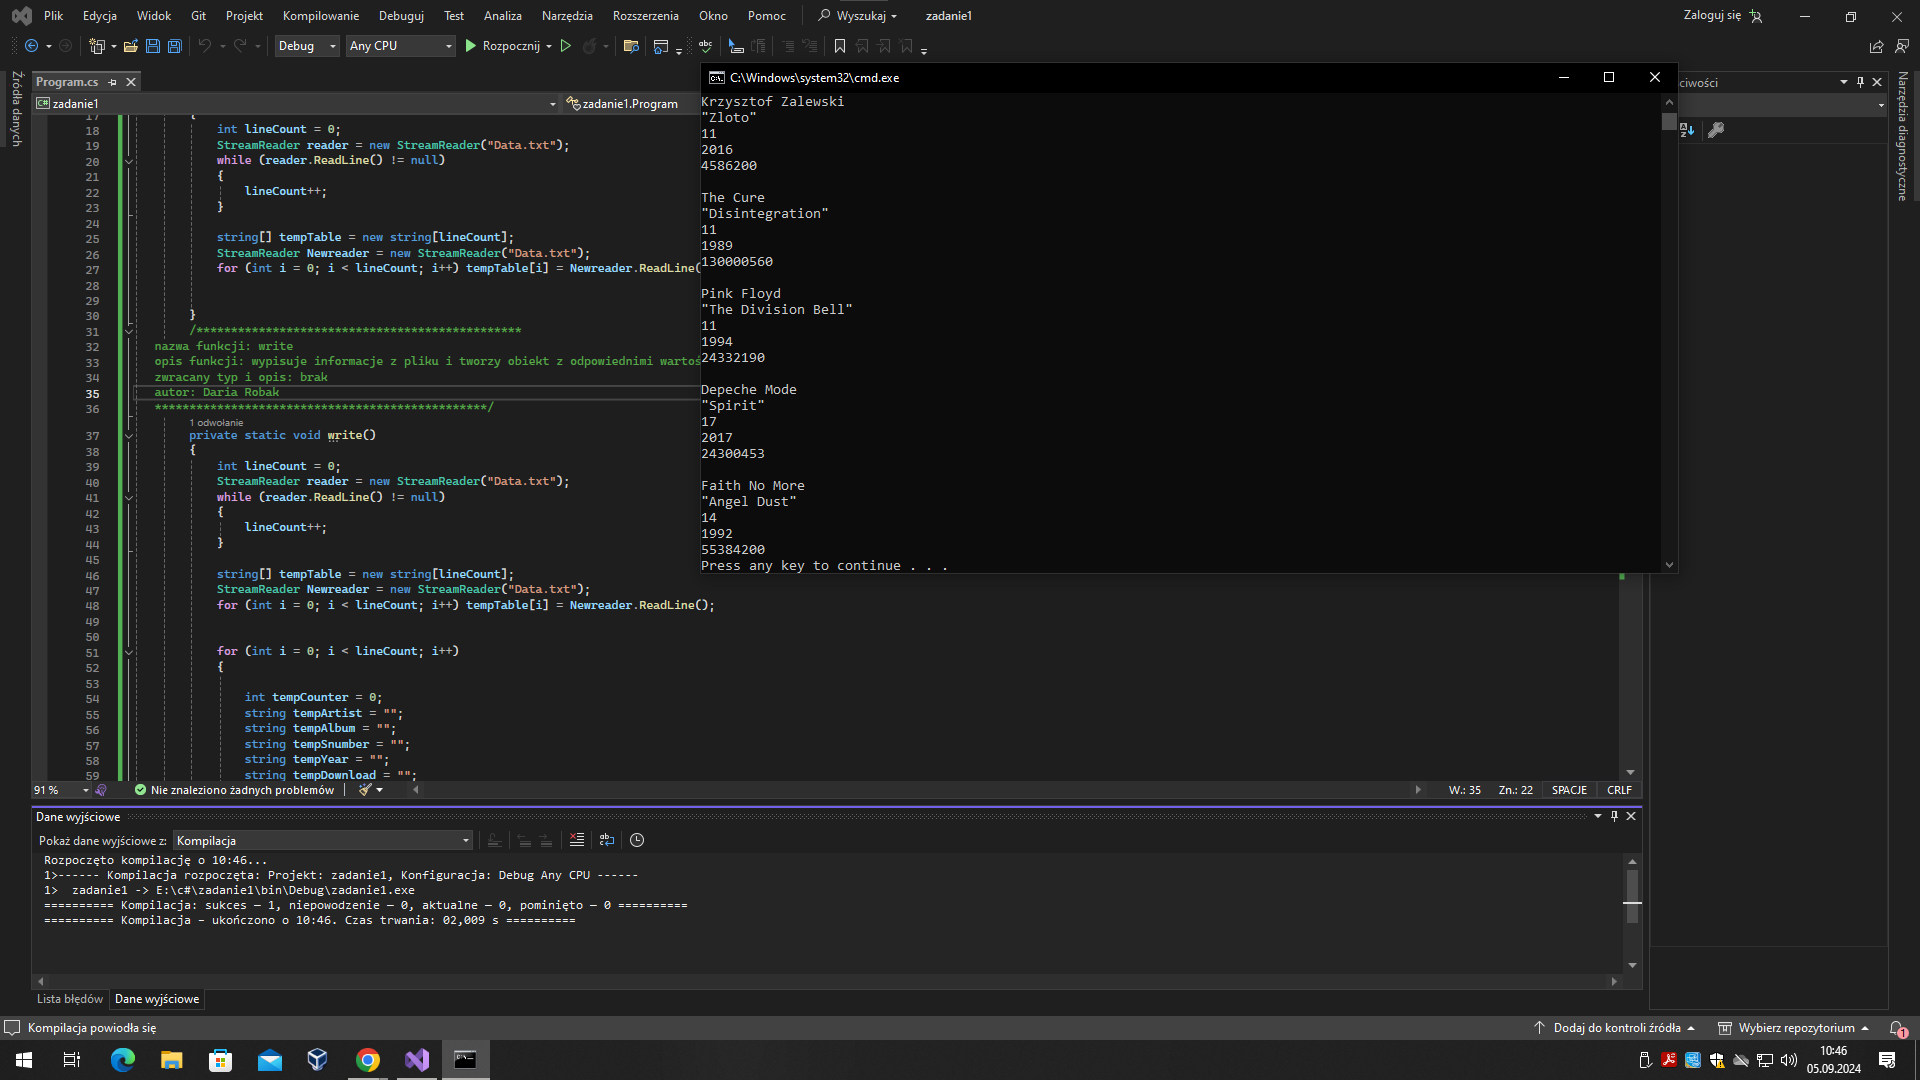 Plik Edycja Widok Git Projekt Kompilowanie Debuguj Test Analiza Narzędzia Rozszerzenia Okno Pomoc Wyszukaj zadanie1 Zaloguj się
Debug Any CPU Rozpocznij
Źródła danych
Program.cs
zadanie1 zadanie1.Program
17 {
18 int lineCount = 0;
19 StreamReader reader = new StreamReader("Data.txt");
20 while (reader.ReadLine() != null)
21 {
22 lineCount++;
23 }
24
25 string[] tempTable = new string[lineCount];
26 StreamReader Newreader = new StreamReader("Data.txt");
27 for (int i = 0; i < lineCount; i++) tempTable[i] = Newreader.ReadLine(
28
29
30 }
31 /***********************************************
32 nazwa funkcji: write
33 opis funkcji: wypisuje informacje z pliku i tworzy obiekt z odpowiednimi wartoś
34 zwracany typ i opis: brak
35 autor: Daria Robak
36 ************************************************/
1 odwołanie
37 private static void write()
38 {
39 int lineCount = 0;
40 StreamReader reader = new StreamReader("Data.txt");
41 while (reader.ReadLine() != null)
42 {
43 lineCount++;
44 }
45
46 string[] tempTable = new string[lineCount];
47 StreamReader Newreader = new StreamReader("Data.txt");
48 for (int i = 0; i < lineCount; i++) tempTable[i] = Newreader.ReadLine();
49
50
51 for (int i = 0; i < lineCount; i++)
52 {
53
54 int tempCounter = 0;
55 string tempArtist = "";
56 string tempAlbum = "";
57 string tempSnumber = "";
58 string tempYear = "";
59 string tempDownload = "";
C:\Windows\system32\cmd.exe
Krzysztof Zalewski
"Zloto"
11
2016
4586200
The Cure
"Disintegration"
11
1989
130000560
Pink Floyd
"The Division Bell"
11
1994
24332190
Depeche Mode
"Spirit"
17
2017
24300453
Faith No More
"Angel Dust"
14
1992
55384200
Press any key to continue . . .
ciwości
Narzędzia diagnostyczne
91 % Nie znaleziono żadnych problemów W.: 35 Zn.: 22 SPACJE CRLF
Dane wyjściowe
Pokaż dane wyjściowe z: Kompilacja
Rozpoczęto kompilację o 10:46...
1>------ Kompilacja rozpoczęta: Projekt: zadanie1, Konfiguracja: Debug Any CPU ------
1>  zadanie1 -> E:\c#\zadanie1\bin\Debug\zadanie1.exe
========== Kompilacja: sukces — 1, niepowodzenie — 0, aktualne — 0, pominięto — 0 ==========
========== Kompilacja – ukończono o 10:46. Czas trwania: 02,009 s ==========
Lista błędów Dane wyjściowe
Kompilacja powiodła się Dodaj do kontroli źródła Wybierz repozytorium 1
10:46
05.09.2024